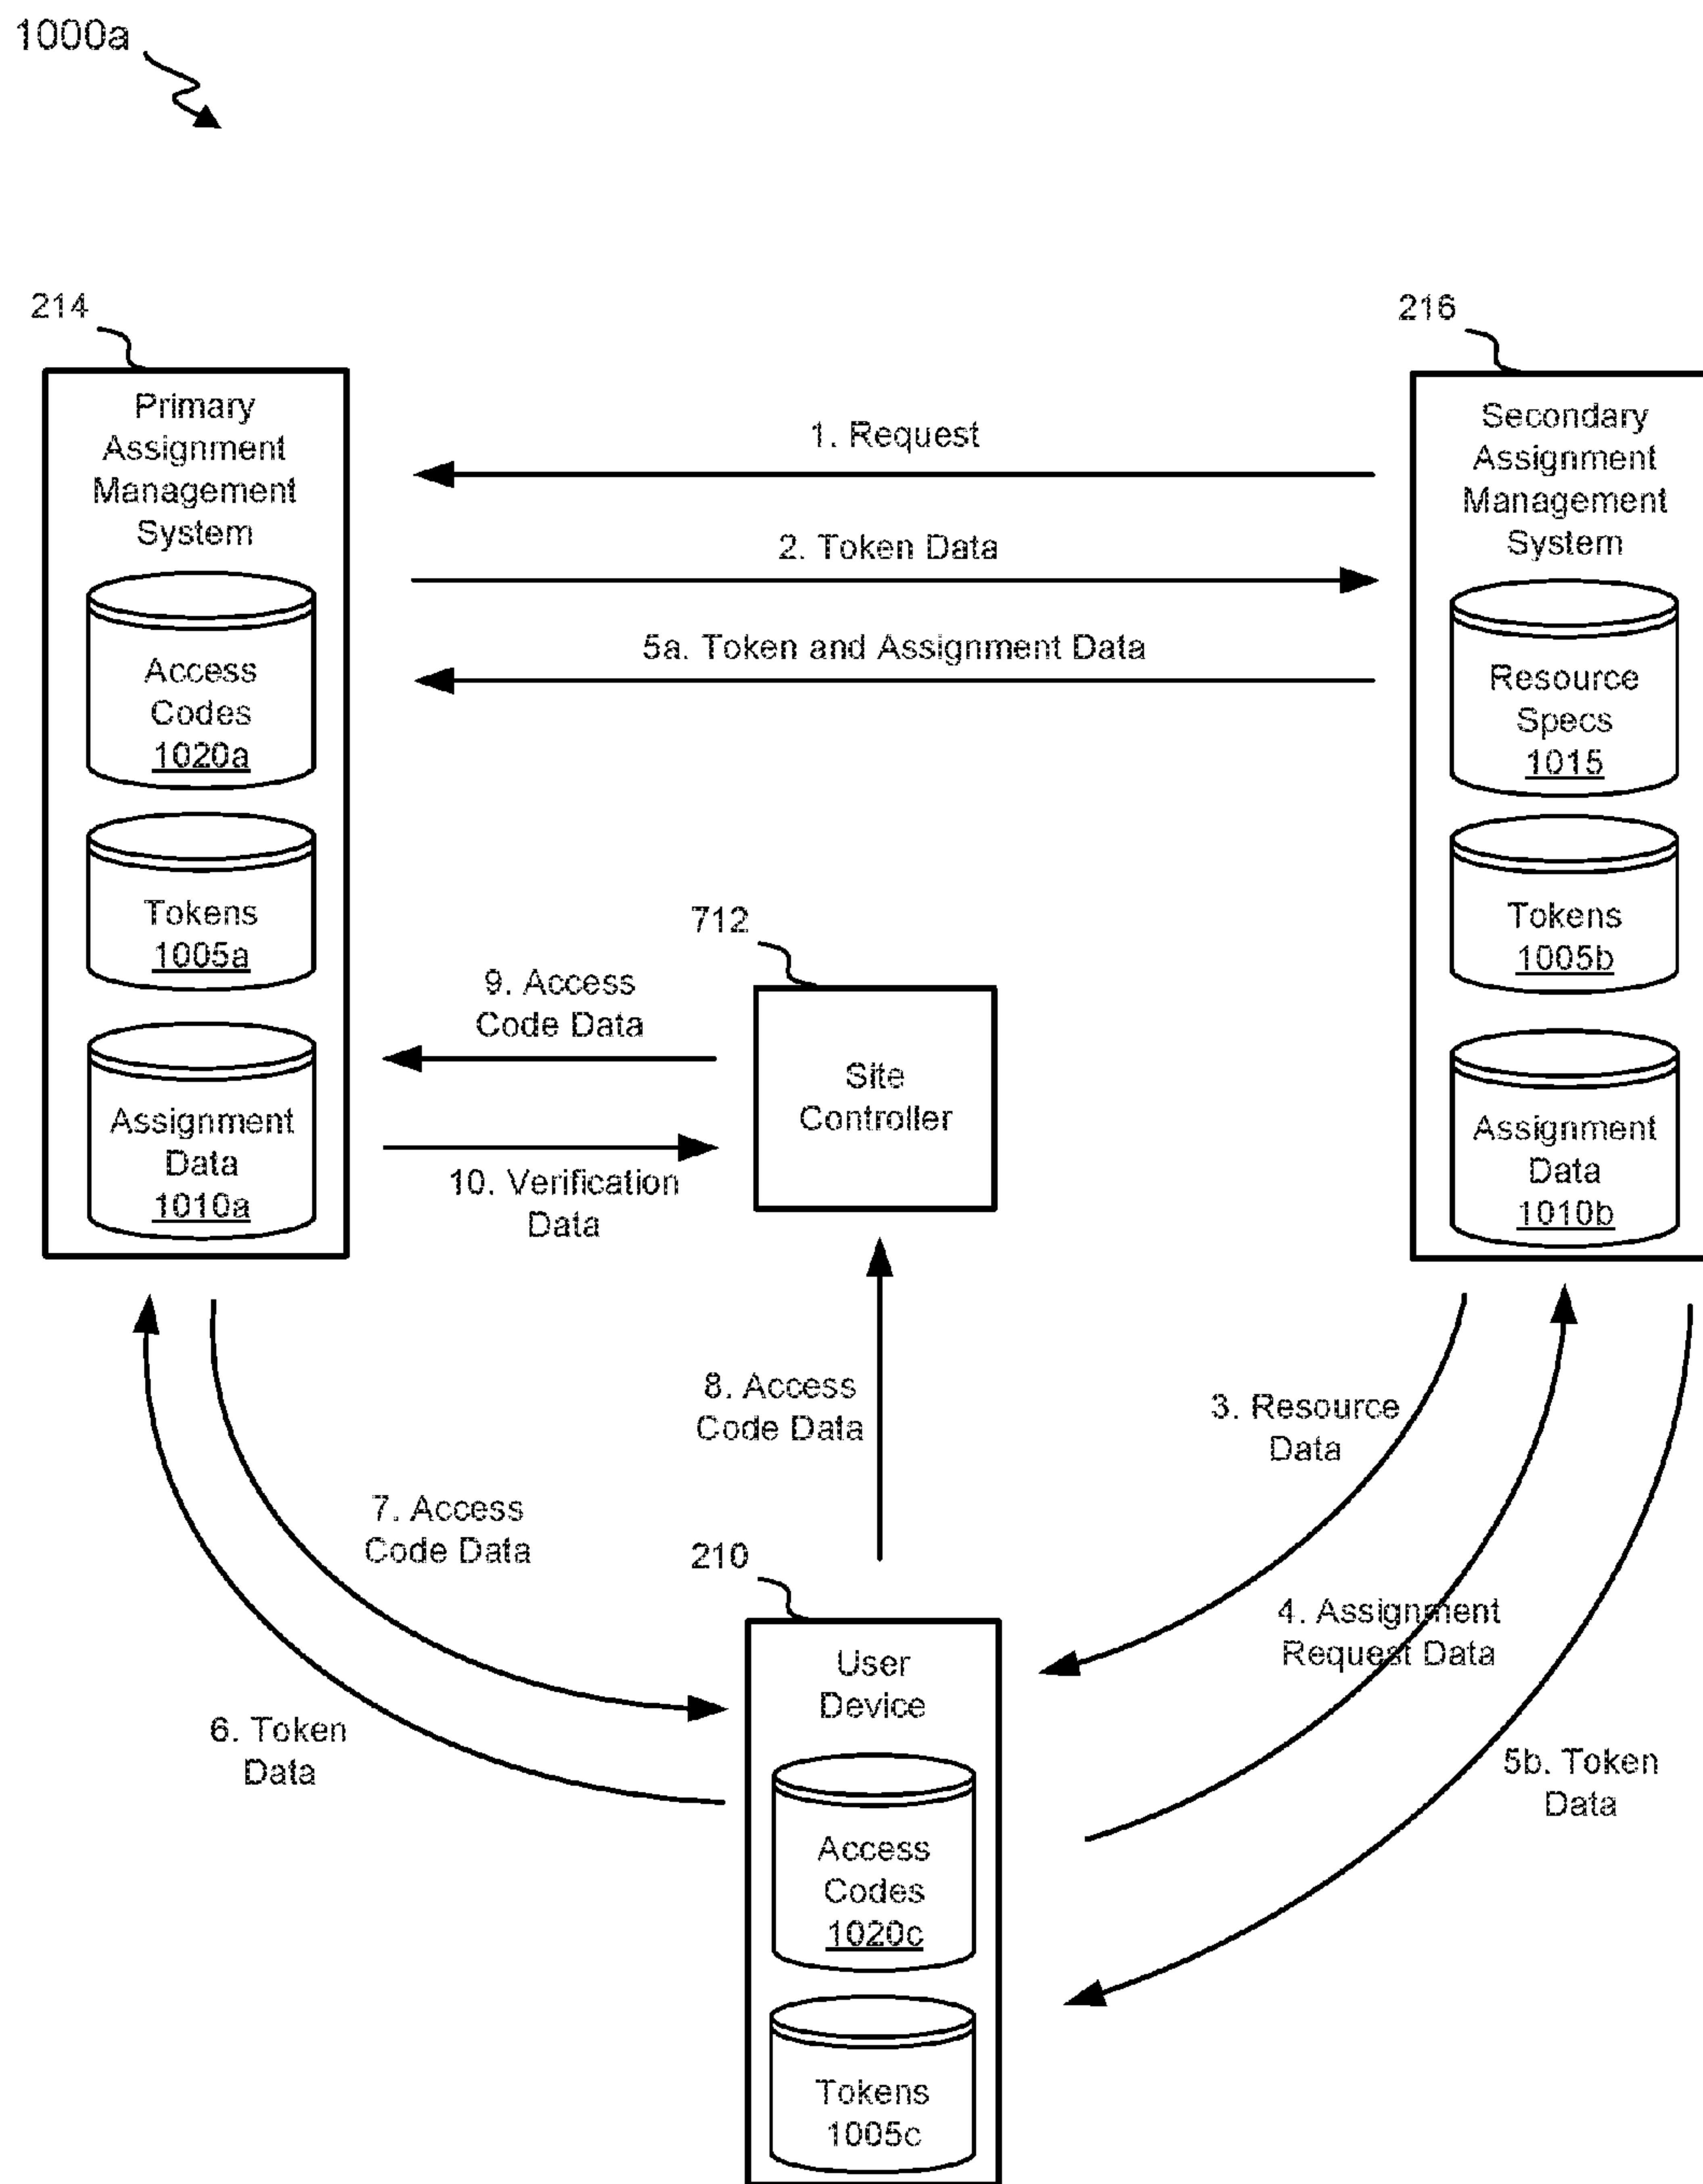 1000a
214
216
Primary
Assignment
Management
System
Access
Codes
1020a
Tokens
1005a
Assignment
Data
1010a
1. Request
2. Token Data
5a. Token and Assignment Data
Secondary
Assignment
Management
System
Resource
Specs
1015
Tokens
1005b
Assignment
Data
1010b
712
9. Access
Code Data
Site
Controller
10. Verification
Data
8. Access
Code Data
3. Resource
Data
7. Access
Code Data
4. Assignment
Request Data
6. Token
Data
5b. Token
Data
210
User
Device
Access
Codes
1020c
Tokens
1005c